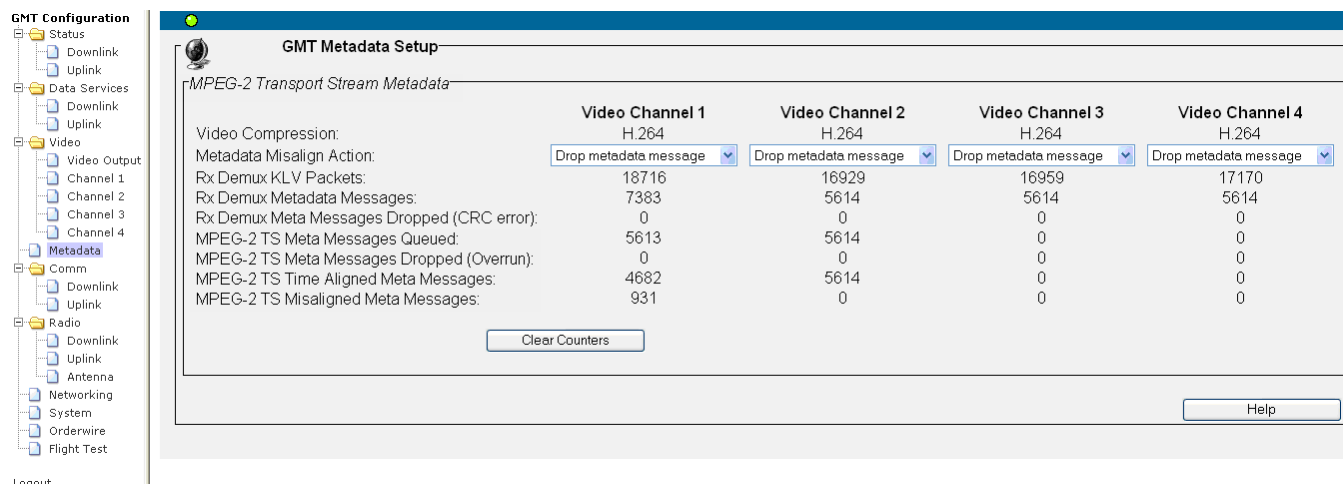 GMT Configuration
Status
Downlink
Uplink
Data Services
Downlink
Uplink
Video
Video Output
Channel 1
Channel 2
Channel 3
Channel 4
Metadata
Comm
Downlink
Uplink
Radio
Downlink
Uplink
Antenna
Networking
System
Orderwire
Flight Test
Logout
GMT Metadata Setup
MPEG-2 Transport Stream Metadata
Video Channel 1 Video Channel 2 Video Channel 3 Video Channel 4
Video Compression: H.264 H.264 H.264 H.264
Metadata Misalign Action: Drop metadata message Drop metadata message Drop metadata message Drop metadata message
Rx Demux KLV Packets: 18716 16929 16959 17170
Rx Demux Metadata Messages: 7383 5614 5614 5614
Rx Demux Meta Messages Dropped (CRC error): 0 0 0 0
MPEG-2 TS Meta Messages Queued: 5613 5614 0 0
MPEG-2 TS Meta Messages Dropped (Overrun): 0 0 0 0
MPEG-2 TS Time Aligned Meta Messages: 4682 5614 0 0
MPEG-2 TS Misaligned Meta Messages: 931 0 0 0
Clear Counters
Help